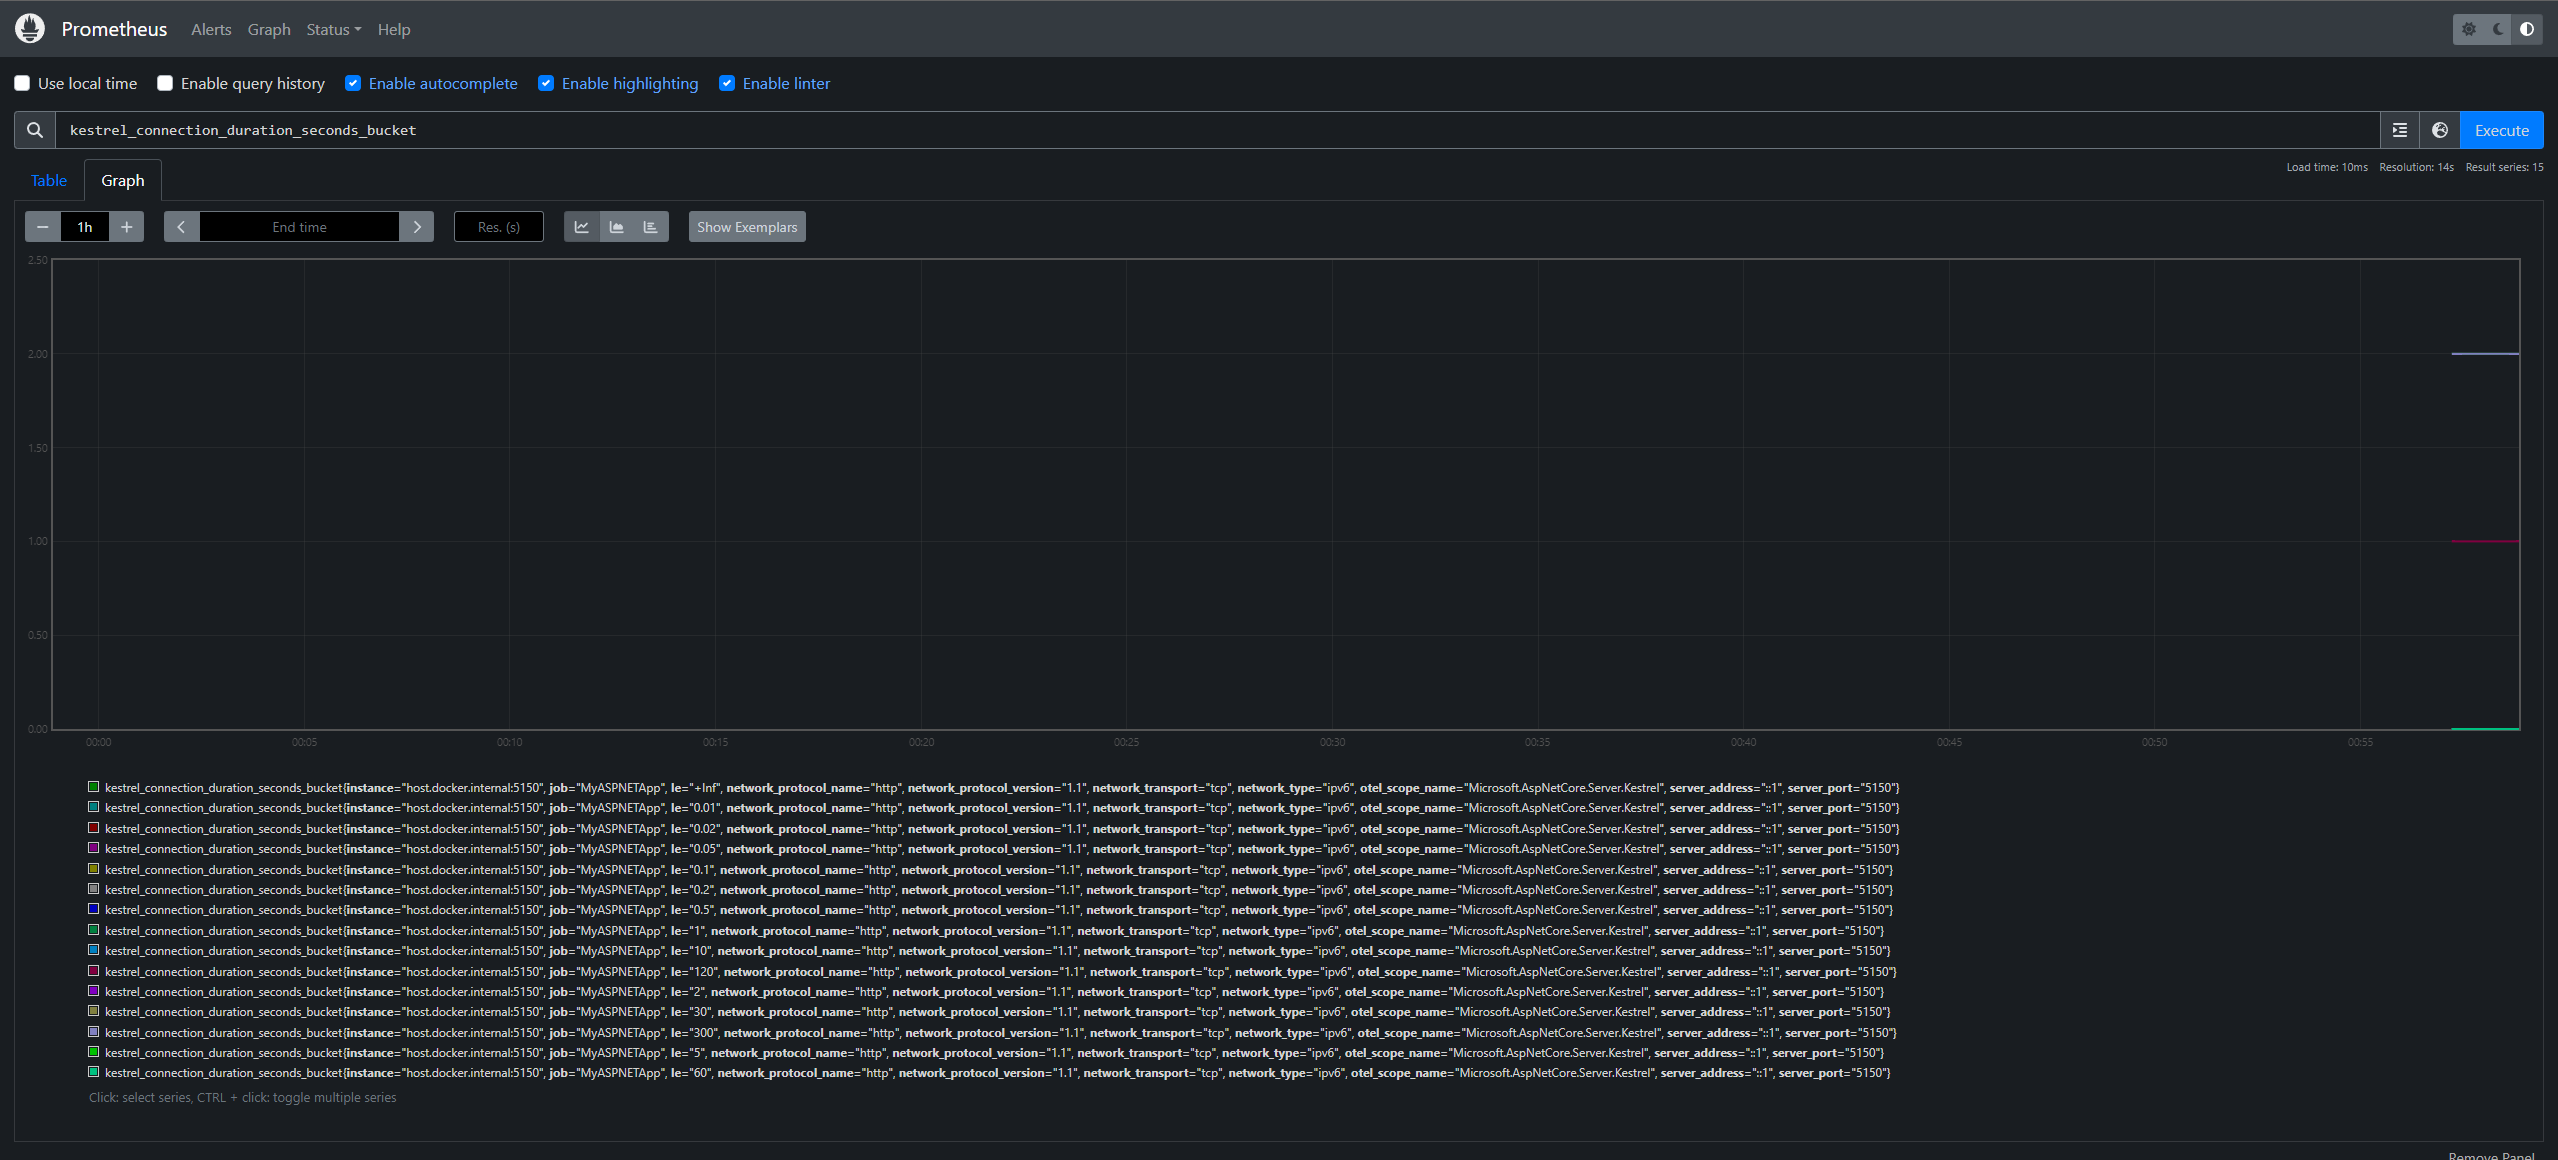 Prometheus Alerts Graph Status Help
Use local time Enable query history Enable autocomplete Enable highlighting Enable linter
kestrel_connection_duration_seconds_bucket Execute
Table Graph Load time: 10ms Resolution: 14s Result series: 15
1h End time Res. (s) Show Exemplars
2.50
2.00
1.50
1.00
0.50
0.00
00:00 00:05 00:10 00:15 00:20 00:25 00:30 00:35 00:40 00:45 00:50 00:55
kestrel_connection_duration_seconds_bucket{instance="host.docker.internal:5150", job="MyASPNETApp", le="+Inf", network_protocol_name="http", network_protocol_version="1.1", network_transport="tcp", network_type="ipv6", otel_scope_name="Microsoft.AspNetCore.Server.Kestrel", server_address="::1", server_port="5150"}
kestrel_connection_duration_seconds_bucket{instance="host.docker.internal:5150", job="MyASPNETApp", le="0.01", network_protocol_name="http", network_protocol_version="1.1", network_transport="tcp", network_type="ipv6", otel_scope_name="Microsoft.AspNetCore.Server.Kestrel", server_address="::1", server_port="5150"}
kestrel_connection_duration_seconds_bucket{instance="host.docker.internal:5150", job="MyASPNETApp", le="0.02", network_protocol_name="http", network_protocol_version="1.1", network_transport="tcp", network_type="ipv6", otel_scope_name="Microsoft.AspNetCore.Server.Kestrel", server_address="::1", server_port="5150"}
kestrel_connection_duration_seconds_bucket{instance="host.docker.internal:5150", job="MyASPNETApp", le="0.05", network_protocol_name="http", network_protocol_version="1.1", network_transport="tcp", network_type="ipv6", otel_scope_name="Microsoft.AspNetCore.Server.Kestrel", server_address="::1", server_port="5150"}
kestrel_connection_duration_seconds_bucket{instance="host.docker.internal:5150", job="MyASPNETApp", le="0.1", network_protocol_name="http", network_protocol_version="1.1", network_transport="tcp", network_type="ipv6", otel_scope_name="Microsoft.AspNetCore.Server.Kestrel", server_address="::1", server_port="5150"}
kestrel_connection_duration_seconds_bucket{instance="host.docker.internal:5150", job="MyASPNETApp", le="0.2", network_protocol_name="http", network_protocol_version="1.1", network_transport="tcp", network_type="ipv6", otel_scope_name="Microsoft.AspNetCore.Server.Kestrel", server_address="::1", server_port="5150"}
kestrel_connection_duration_seconds_bucket{instance="host.docker.internal:5150", job="MyASPNETApp", le="0.5", network_protocol_name="http", network_protocol_version="1.1", network_transport="tcp", network_type="ipv6", otel_scope_name="Microsoft.AspNetCore.Server.Kestrel", server_address="::1", server_port="5150"}
kestrel_connection_duration_seconds_bucket{instance="host.docker.internal:5150", job="MyASPNETApp", le="1", network_protocol_name="http", network_protocol_version="1.1", network_transport="tcp", network_type="ipv6", otel_scope_name="Microsoft.AspNetCore.Server.Kestrel", server_address="::1", server_port="5150"}
kestrel_connection_duration_seconds_bucket{instance="host.docker.internal:5150", job="MyASPNETApp", le="10", network_protocol_name="http", network_protocol_version="1.1", network_transport="tcp", network_type="ipv6", otel_scope_name="Microsoft.AspNetCore.Server.Kestrel", server_address="::1", server_port="5150"}
kestrel_connection_duration_seconds_bucket{instance="host.docker.internal:5150", job="MyASPNETApp", le="120", network_protocol_name="http", network_protocol_version="1.1", network_transport="tcp", network_type="ipv6", otel_scope_name="Microsoft.AspNetCore.Server.Kestrel", server_address="::1", server_port="5150"}
kestrel_connection_duration_seconds_bucket{instance="host.docker.internal:5150", job="MyASPNETApp", le="2", network_protocol_name="http", network_protocol_version="1.1", network_transport="tcp", network_type="ipv6", otel_scope_name="Microsoft.AspNetCore.Server.Kestrel", server_address="::1", server_port="5150"}
kestrel_connection_duration_seconds_bucket{instance="host.docker.internal:5150", job="MyASPNETApp", le="30", network_protocol_name="http", network_protocol_version="1.1", network_transport="tcp", network_type="ipv6", otel_scope_name="Microsoft.AspNetCore.Server.Kestrel", server_address="::1", server_port="5150"}
kestrel_connection_duration_seconds_bucket{instance="host.docker.internal:5150", job="MyASPNETApp", le="300", network_protocol_name="http", network_protocol_version="1.1", network_transport="tcp", network_type="ipv6", otel_scope_name="Microsoft.AspNetCore.Server.Kestrel", server_address="::1", server_port="5150"}
kestrel_connection_duration_seconds_bucket{instance="host.docker.internal:5150", job="MyASPNETApp", le="5", network_protocol_name="http", network_protocol_version="1.1", network_transport="tcp", network_type="ipv6", otel_scope_name="Microsoft.AspNetCore.Server.Kestrel", server_address="::1", server_port="5150"}
kestrel_connection_duration_seconds_bucket{instance="host.docker.internal:5150", job="MyASPNETApp", le="60", network_protocol_name="http", network_protocol_version="1.1", network_transport="tcp", network_type="ipv6", otel_scope_name="Microsoft.AspNetCore.Server.Kestrel", server_address="::1", server_port="5150"}
Click: select series, CTRL + click: toggle multiple series
Remove Panel